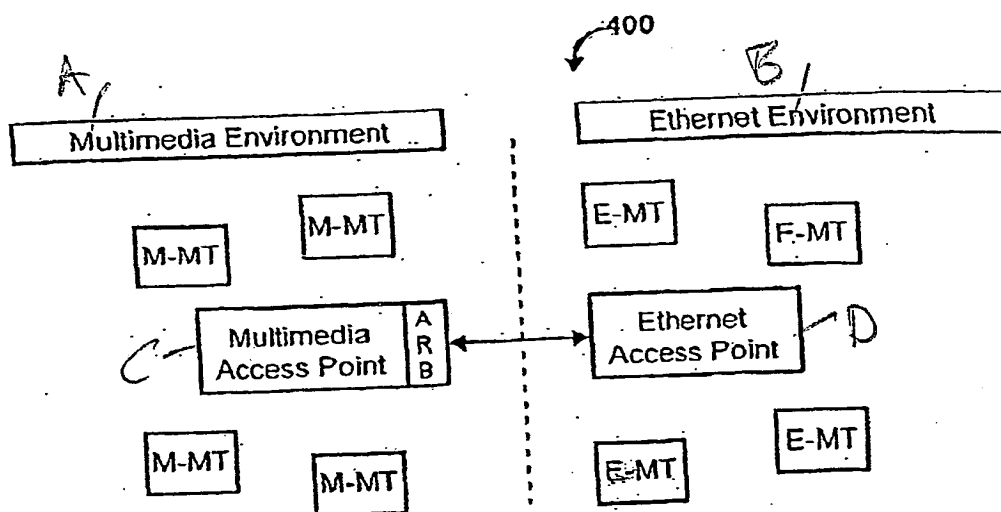 400
A
B
Multimedia Environment
Ethernet Environment
M-MT
M-MT
E-MT
F-MT
C
Multimedia
Access Point
A
R
B
Ethernet
Access Point
D
M-MT
M-MT
E-MT
E-MT